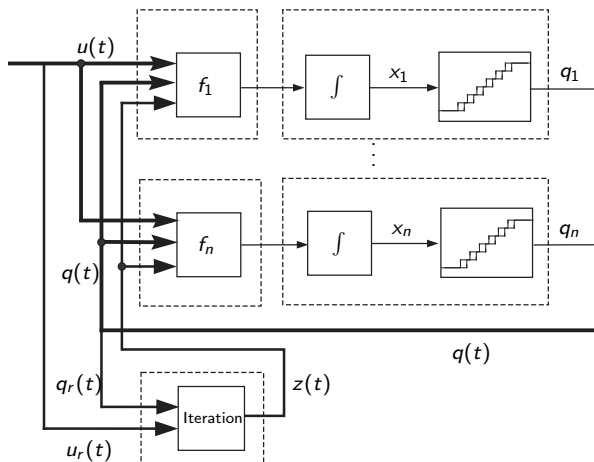 u(t)
f₁
∫
x₁
q₁
⋮
fₙ
∫
xₙ
qₙ
q(t)
q(t)
qᵣ(t)
z(t)
Iteration
uᵣ(t)